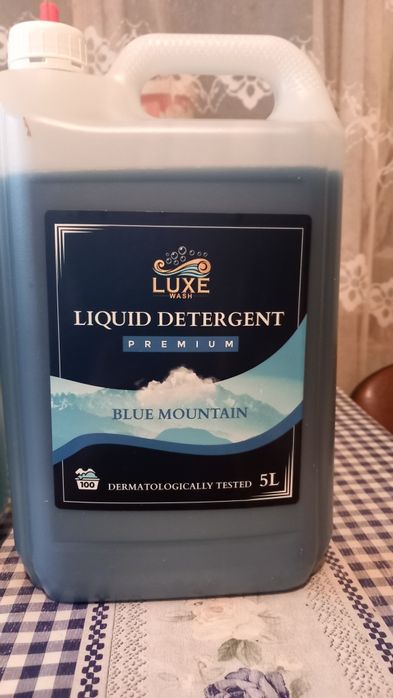 LUXE
WASH
LIQUID DETERGENT
PREMIUM
BLUE MOUNTAIN
100
DERMATOLOGICALLY TESTED 5L